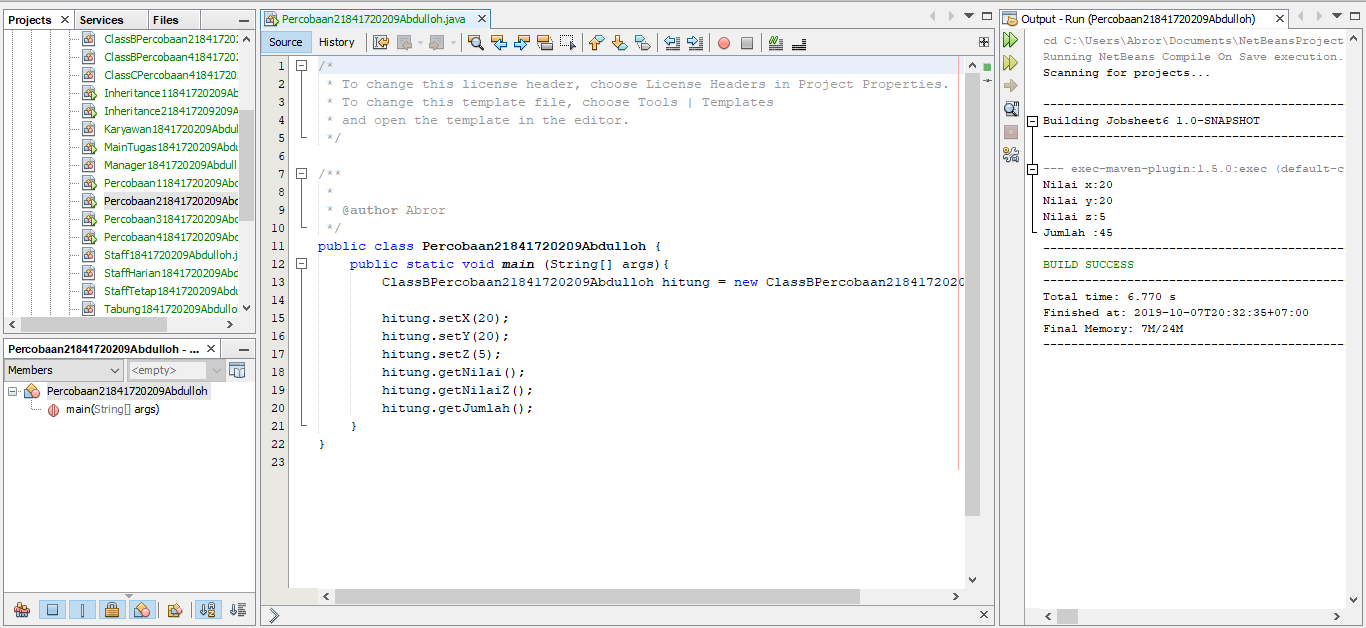 Projects
Services
Files
ClassBPercobaan21841720
ClassBPercobaan41841720
ClassCPercobaan41841720
Inheritance11841720209Ab
Inheritance21841720209A
Karyawan1841720209Abdul
MainTugas1841720209Abdu
Manager1841720209Abdull
Percobaan11841720209Abd
Percobaan21841720209Abd
Percobaan31841720209Abd
Percobaan41841720209Abd
Staff1841720209Abdulloh.j
StaffHarian1841720209Abd
StaffTetap1841720209Abdu
Tabung1841720209Abdullo
Percobaan21841720209Abdulloh - ...
Members
<empty>
Percobaan21841720209Abdulloh
main(String[] args)
Percobaan21841720209Abdulloh.java
Source
History
1 /*
2 * To change this license header, choose License Headers in Project Properties.
3 * To change this template file, choose Tools | Templates
4 * and open the template in the editor.
5 */
6
7 /**
8 *
9 * @author Abror
10 */
11 public class Percobaan21841720209Abdulloh {
12 public static void main (String[] args){
13 ClassBPercobaan21841720209Abdulloh hitung = new ClassBPercobaan2184172020
14
15 hitung.setX(20);
16 hitung.setY(20);
17 hitung.setZ(5);
18 hitung.getNilai();
19 hitung.getNilaiZ();
20 hitung.getJumlah();
21 }
22 }
23
Output - Run (Percobaan21841720209Abdulloh)
cd C:\Users\Abror\Documents\NetBeansProject
Running NetBeans Compile On Save execution.
Scanning for projects...
------------------------------------------
Building Jobsheet6 1.0-SNAPSHOT
------------------------------------------
--- exec-maven-plugin:1.5.0:exec (default-c
Nilai x:20
Nilai y:20
Nilai z:5
Jumlah :45
------------------------------------------
BUILD SUCCESS
------------------------------------------
Total time: 6.770 s
Finished at: 2019-10-07T20:32:35+07:00
Final Memory: 7M/24M
------------------------------------------